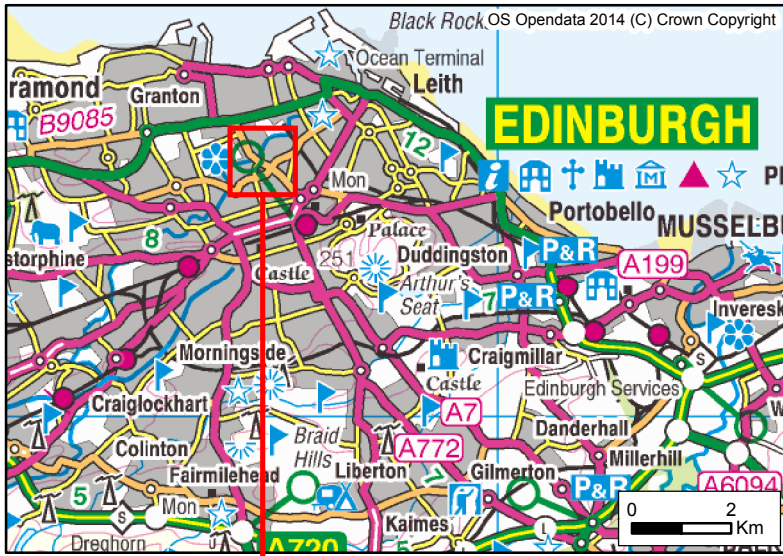 Black Rock
OS Opendata 2014 (C) Crown Copyright
Ocean Terminal
Leith
ramond
Granton
B9085
EDINBURGH
12
i
M
Mon
Portobello
MUSSELBU
Palace
8
storphine
251
Duddingston
P&R
A199
Castle
Arthur's
Seat
7
P&R
Inveresk
Morningside
Craigmillar
S
Castle
Edinburgh Services
Craiglockhart
A7
Danderhall
Colinton
Braid
Hills
A772
Millerhill
Fairmilehead
Liberton
Gilmerton
A6094
5
Mon
7
P&R
0 2
Km
S
Kaimes
L
L
Dreghorn
A720
5